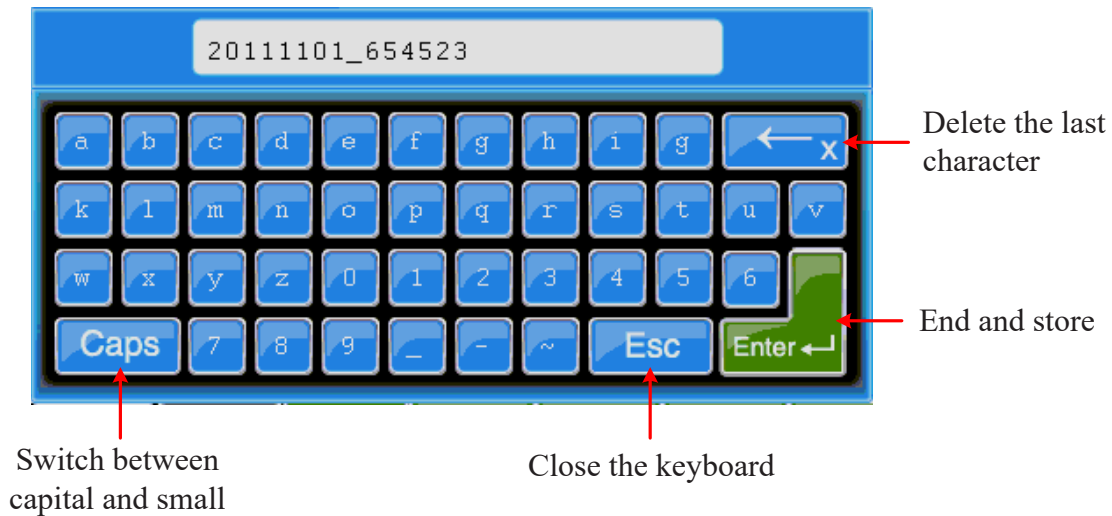 20111101_654523
a b c d e f g h i g ← x
k l m n o p q r s t u v
w x y z 0 1 2 3 4 5 6
Caps 7 8 9 _ - ~ Esc Enter
Delete the last
character
End and store
Switch between
capital and small
Close the keyboard